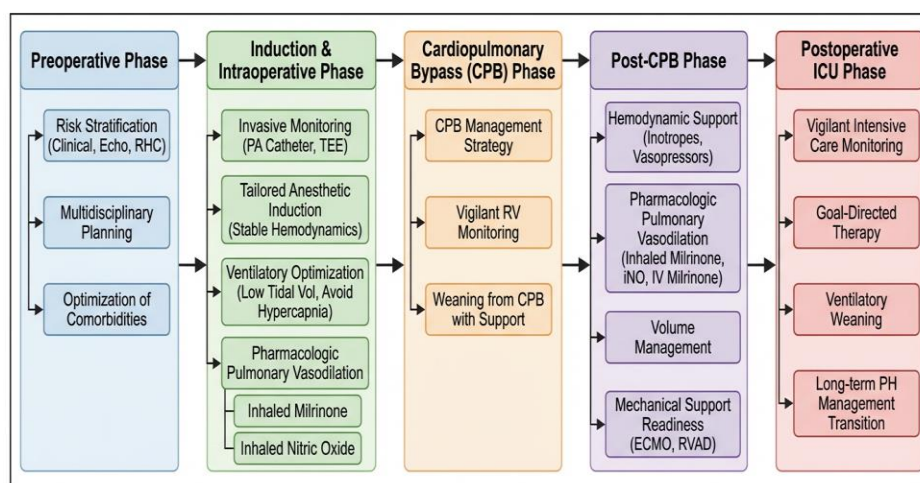 Preoperative Phase
Risk Stratification
(Clinical, Echo, RHC)
Multidisciplinary
Planning
Optimization of
Comorbidities
Induction &
Intraoperative Phase
Invasive Monitoring
(PA Catheter, TEE)
Tailored Anesthetic
Induction
(Stable Hemodynamics)
Ventilatory Optimization
(Low Tidal Vol, Avoid
Hypercapnia)
Pharmacologic
Pulmonary Vasodilation
Inhaled Milrinone
Inhaled Nitric Oxide
Cardiopulmonary
Bypass (CPB) Phase
CPB Management
Strategy
Vigilant RV
Monitoring
Weaning from CPB
with Support
Post-CPB Phase
Hemodynamic Support
(Inotropes,
Vasopressors)
Pharmacologic
Pulmonary
Vasodilation
(Inhaled Milrinone,
iNO, IV Milrinone)
Volume
Management
Mechanical Support
Readiness
(ECMO, RVAD)
Postoperative
ICU Phase
Vigilant Intensive
Care Monitoring
Goal-Directed
Therapy
Ventilatory
Weaning
Long-term PH
Management
Transition